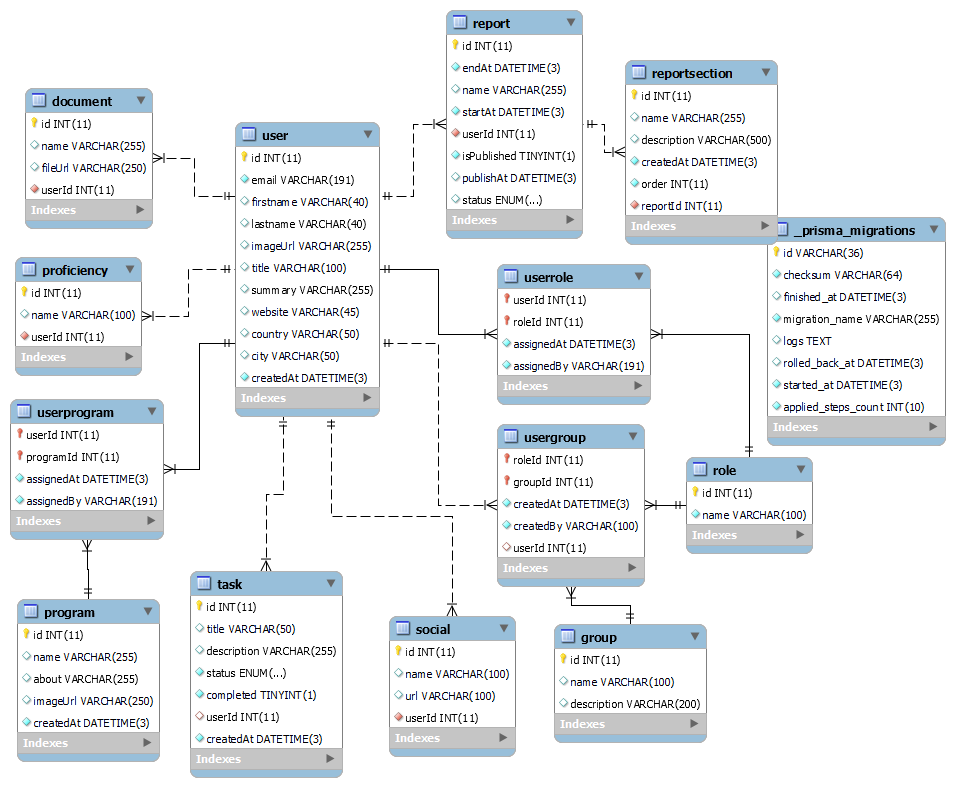 report
id INT(11)
endAt DATETIME(3)
name VARCHAR(255)
startAt DATETIME(3)
userId INT(11)
isPublished TINYINT(1)
publishAt DATETIME(3)
status ENUM(...)
Indexes
reportsection
id INT(11)
name VARCHAR(255)
description VARCHAR(500)
createdAt DATETIME(3)
order INT(11)
reportId INT(11)
Indexes
document
id INT(11)
name VARCHAR(255)
fileUrl VARCHAR(250)
userId INT(11)
Indexes
user
id INT(11)
email VARCHAR(191)
firstname VARCHAR(40)
lastname VARCHAR(40)
imageUrl VARCHAR(255)
title VARCHAR(100)
summary VARCHAR(255)
website VARCHAR(45)
country VARCHAR(50)
city VARCHAR(50)
createdAt DATETIME(3)
Indexes
_prisma_migrations
id VARCHAR(36)
checksum VARCHAR(64)
finished_at DATETIME(3)
migration_name VARCHAR(255)
logs TEXT
rolled_back_at DATETIME(3)
started_at DATETIME(3)
applied_steps_count INT(10)
Indexes
proficiency
id INT(11)
name VARCHAR(100)
userId INT(11)
Indexes
userrole
userId INT(11)
roleId INT(11)
assignedAt DATETIME(3)
assignedBy VARCHAR(191)
Indexes
userprogram
userId INT(11)
programId INT(11)
assignedAt DATETIME(3)
assignedBy VARCHAR(191)
Indexes
usergroup
roleId INT(11)
groupId INT(11)
createdAt DATETIME(3)
createdBy VARCHAR(100)
userId INT(11)
Indexes
role
id INT(11)
name VARCHAR(100)
Indexes
program
id INT(11)
name VARCHAR(255)
about VARCHAR(255)
imageUrl VARCHAR(250)
createdAt DATETIME(3)
Indexes
task
id INT(11)
title VARCHAR(50)
description VARCHAR(255)
status ENUM(...)
completed TINYINT(1)
userId INT(11)
createdAt DATETIME(3)
Indexes
social
id INT(11)
name VARCHAR(100)
url VARCHAR(100)
userId INT(11)
Indexes
group
id INT(11)
name VARCHAR(100)
description VARCHAR(200)
Indexes